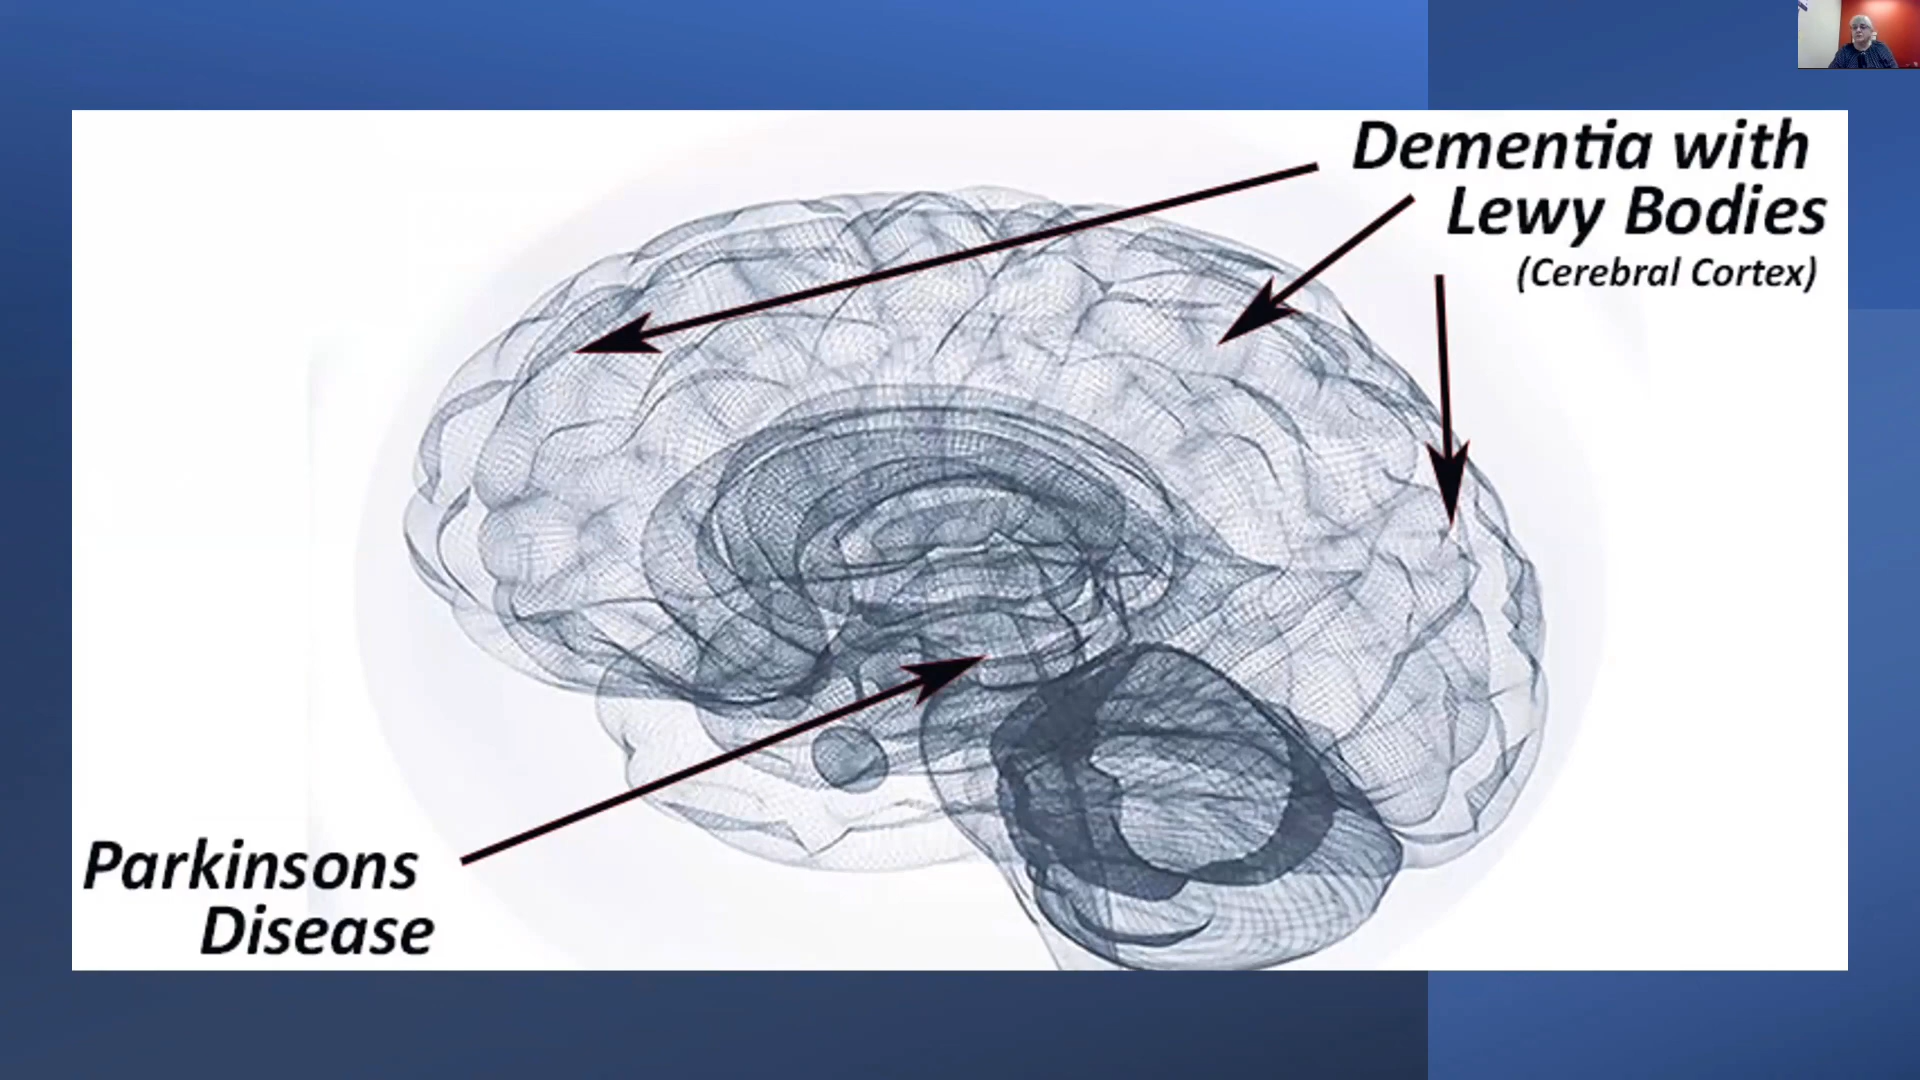 Dementia with
Lewy Bodies
(Cerebral Cortex)
Parkinsons
Disease